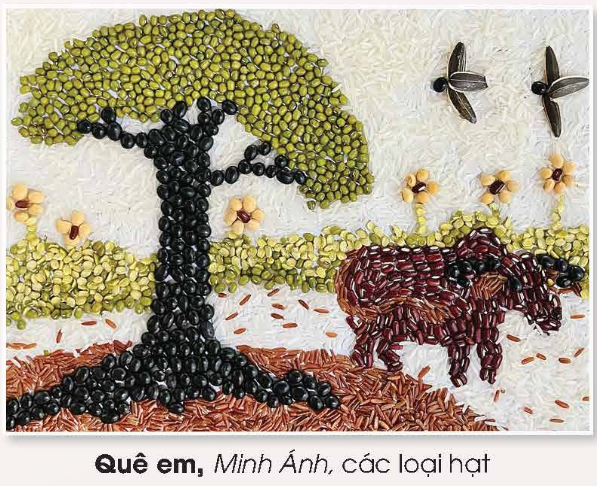 Quê em, Minh Ánh, các loại hạt